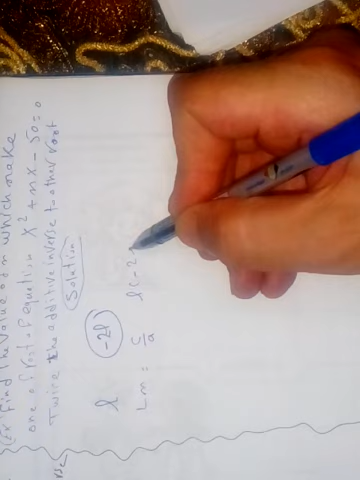 Ex Find the value of m which make
one of root of equation x² + mx - 50 = 0
Twice the additive inverse to other root
Solution
l -2l
L m = c/a l(-2